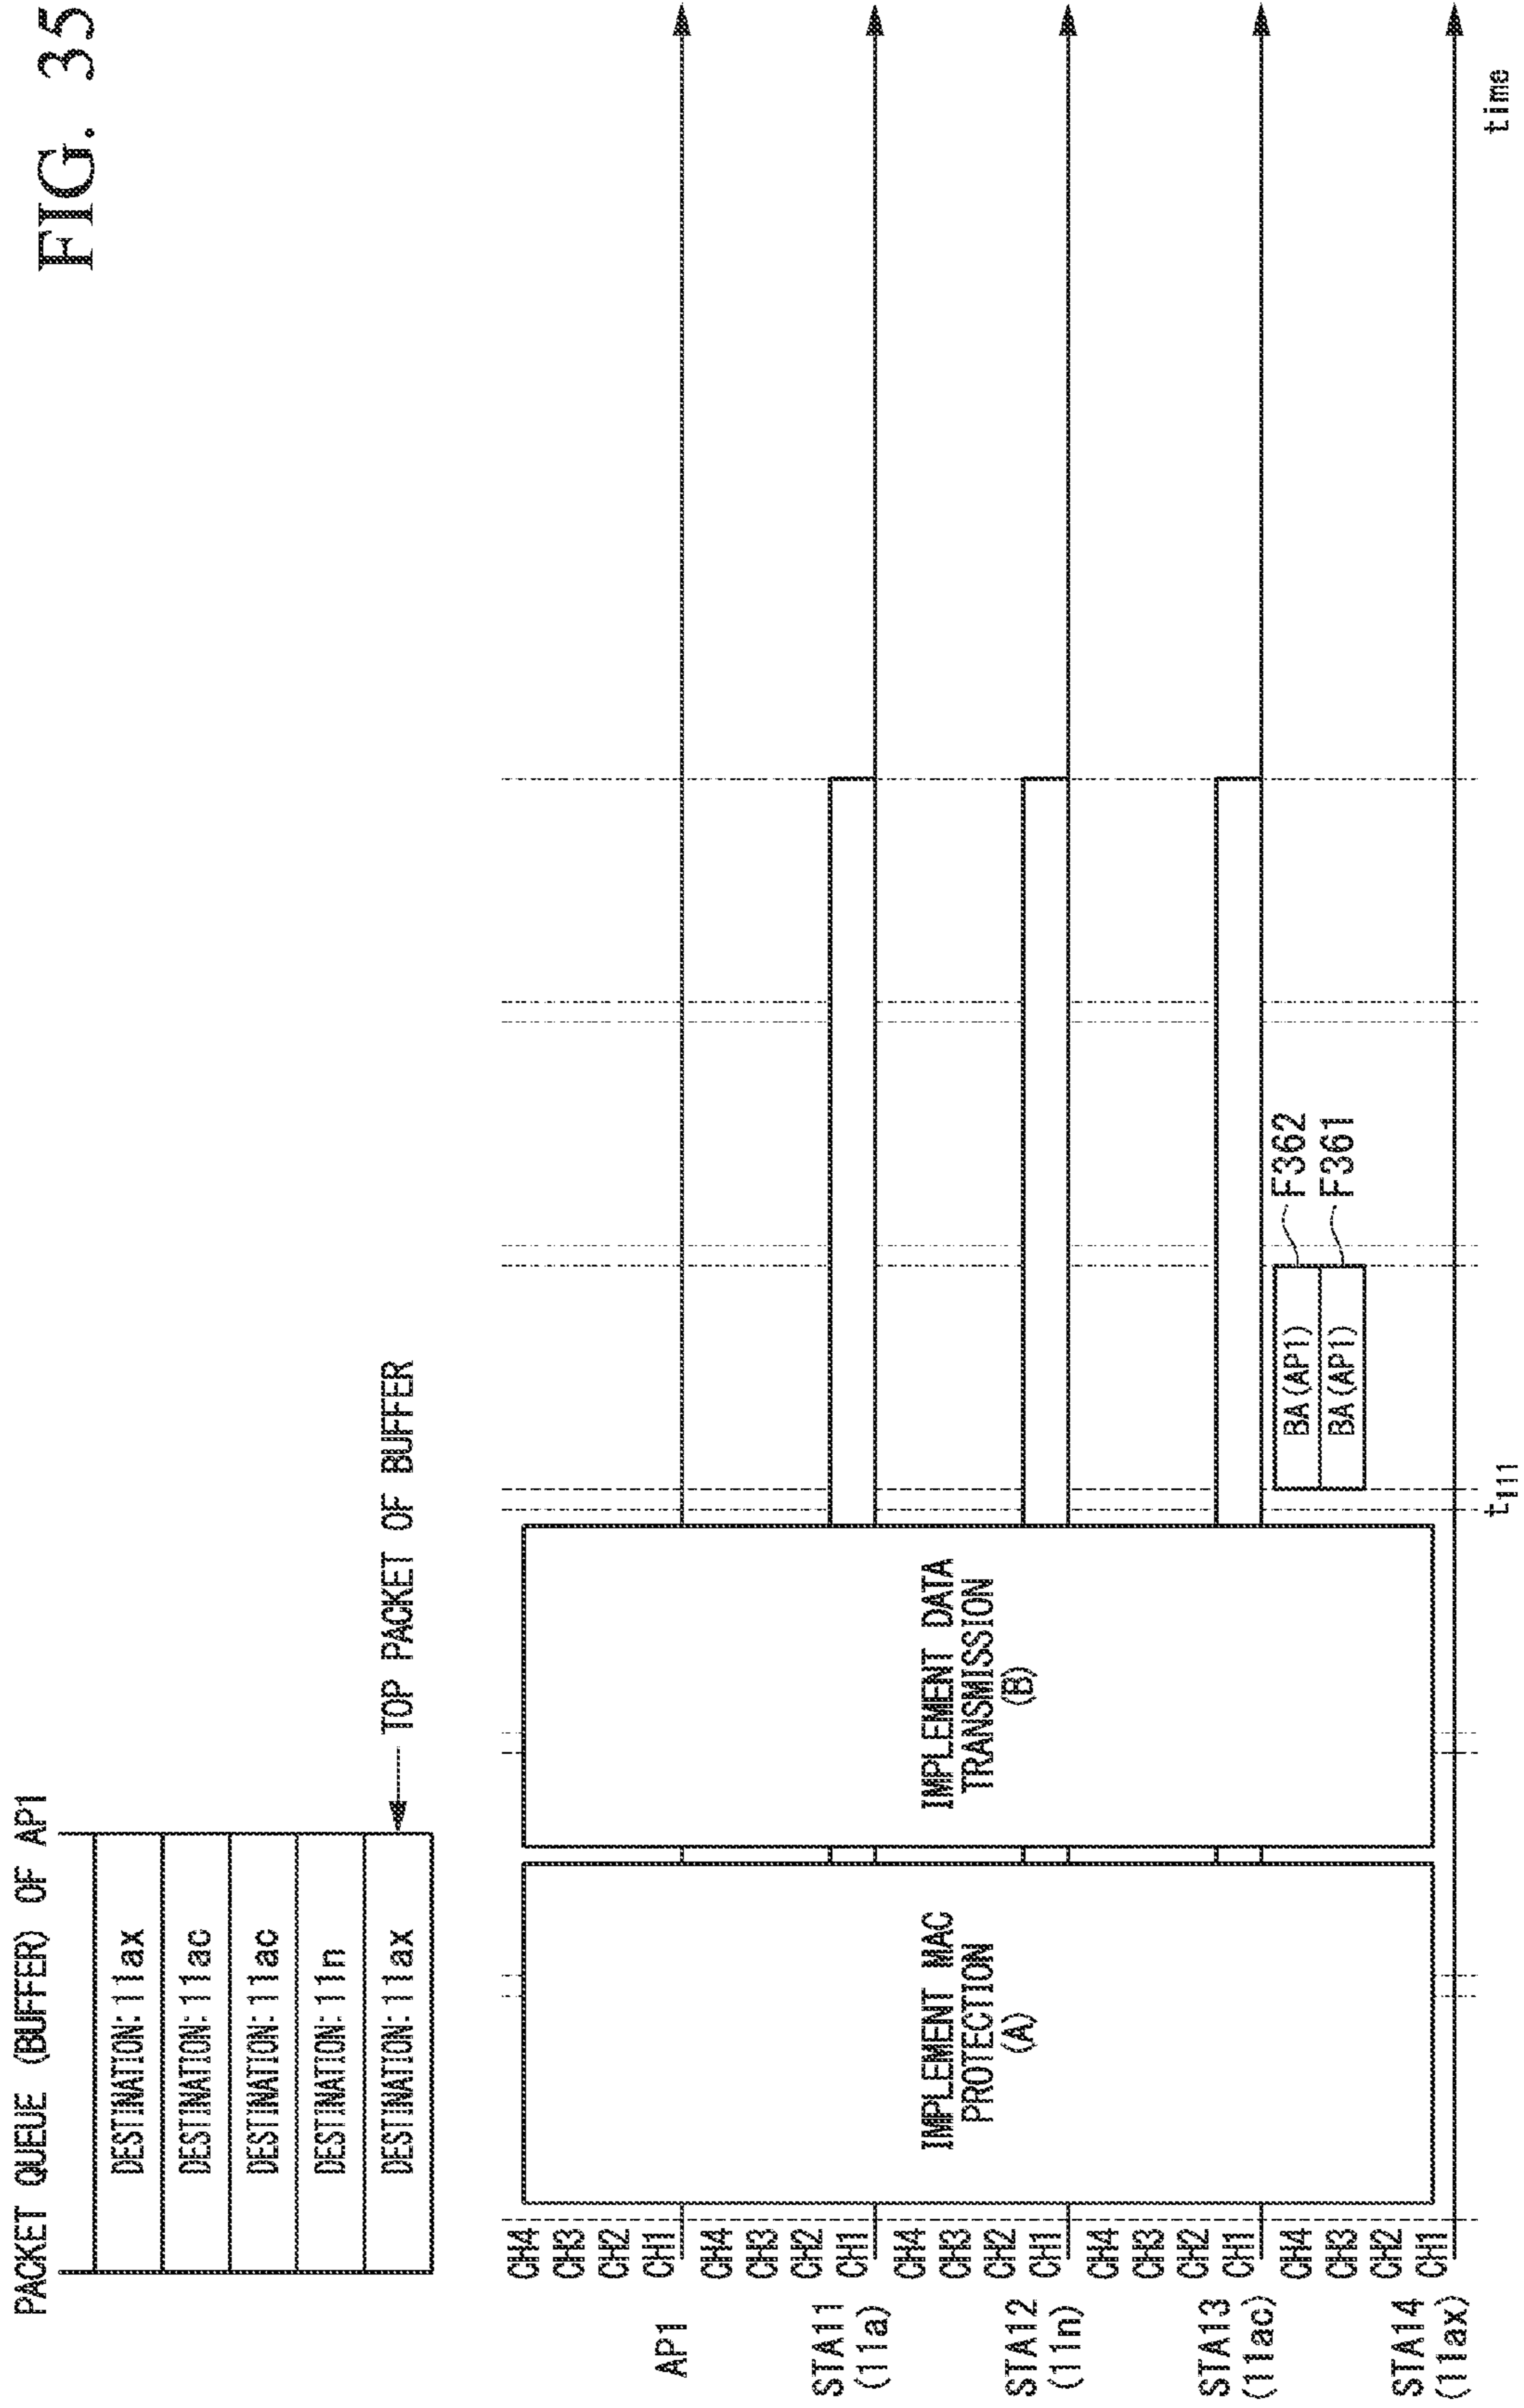 FIG. 35
PACKET QUEUE (BUFFER) OF AP1
DESTINATION:11ax
DESTINATION:11ac
DESTINATION:11ac
DESTINATION:11n
DESTINATION:11ax
TOP PACKET OF BUFFER
AP1
CH4
CH3
CH2
CH1
STA11
(11a)
CH4
CH3
CH2
CH1
STA12
(11n)
CH4
CH3
CH2
CH1
STA13
(11ac)
CH4
CH3
CH2
CH1
STA14
(11ax)
CH4
CH3
CH2
CH1
IMPLEMENT MAC
PROTECTION
(A)
IMPLEMENT DATA
TRANSMISSION
(B)
BA(AP1)
BA(AP1)
F362
F361
t111
time